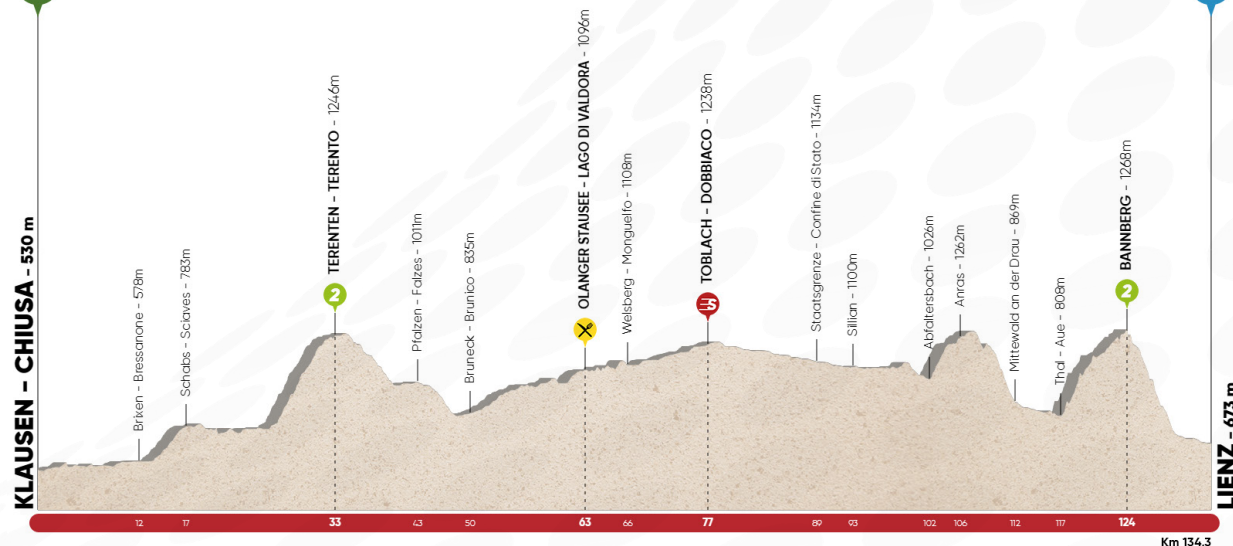 KLAUSEN - CHIUSA - 530 m
Brixen - Bressanone - 578m
Schabs - Sciaves - 783m
TERENTEN - TERENTO - 1246m
2
Pfalzen - Falzes - 1011m
Bruneck - Brunico - 835m
OLANGER STAUSEE - LAGO DI VALDORA - 1096m
Welsberg - Monguelfo - 1108m
TOBLACH - DOBBIACO - 1238m
S
Staatsgrenze - Confine di Stato - 1134m
Sillian - 1100m
Abfaltersbach - 1026m
Anras - 1262m
Mittewald an der Drau - 869m
Thal - Aue - 808m
BANNBERG - 1268m
2
LIENZ - 673 m
12 17 33 43 50 63 66 77 89 93 102 106 112 117 124
Km 134.3